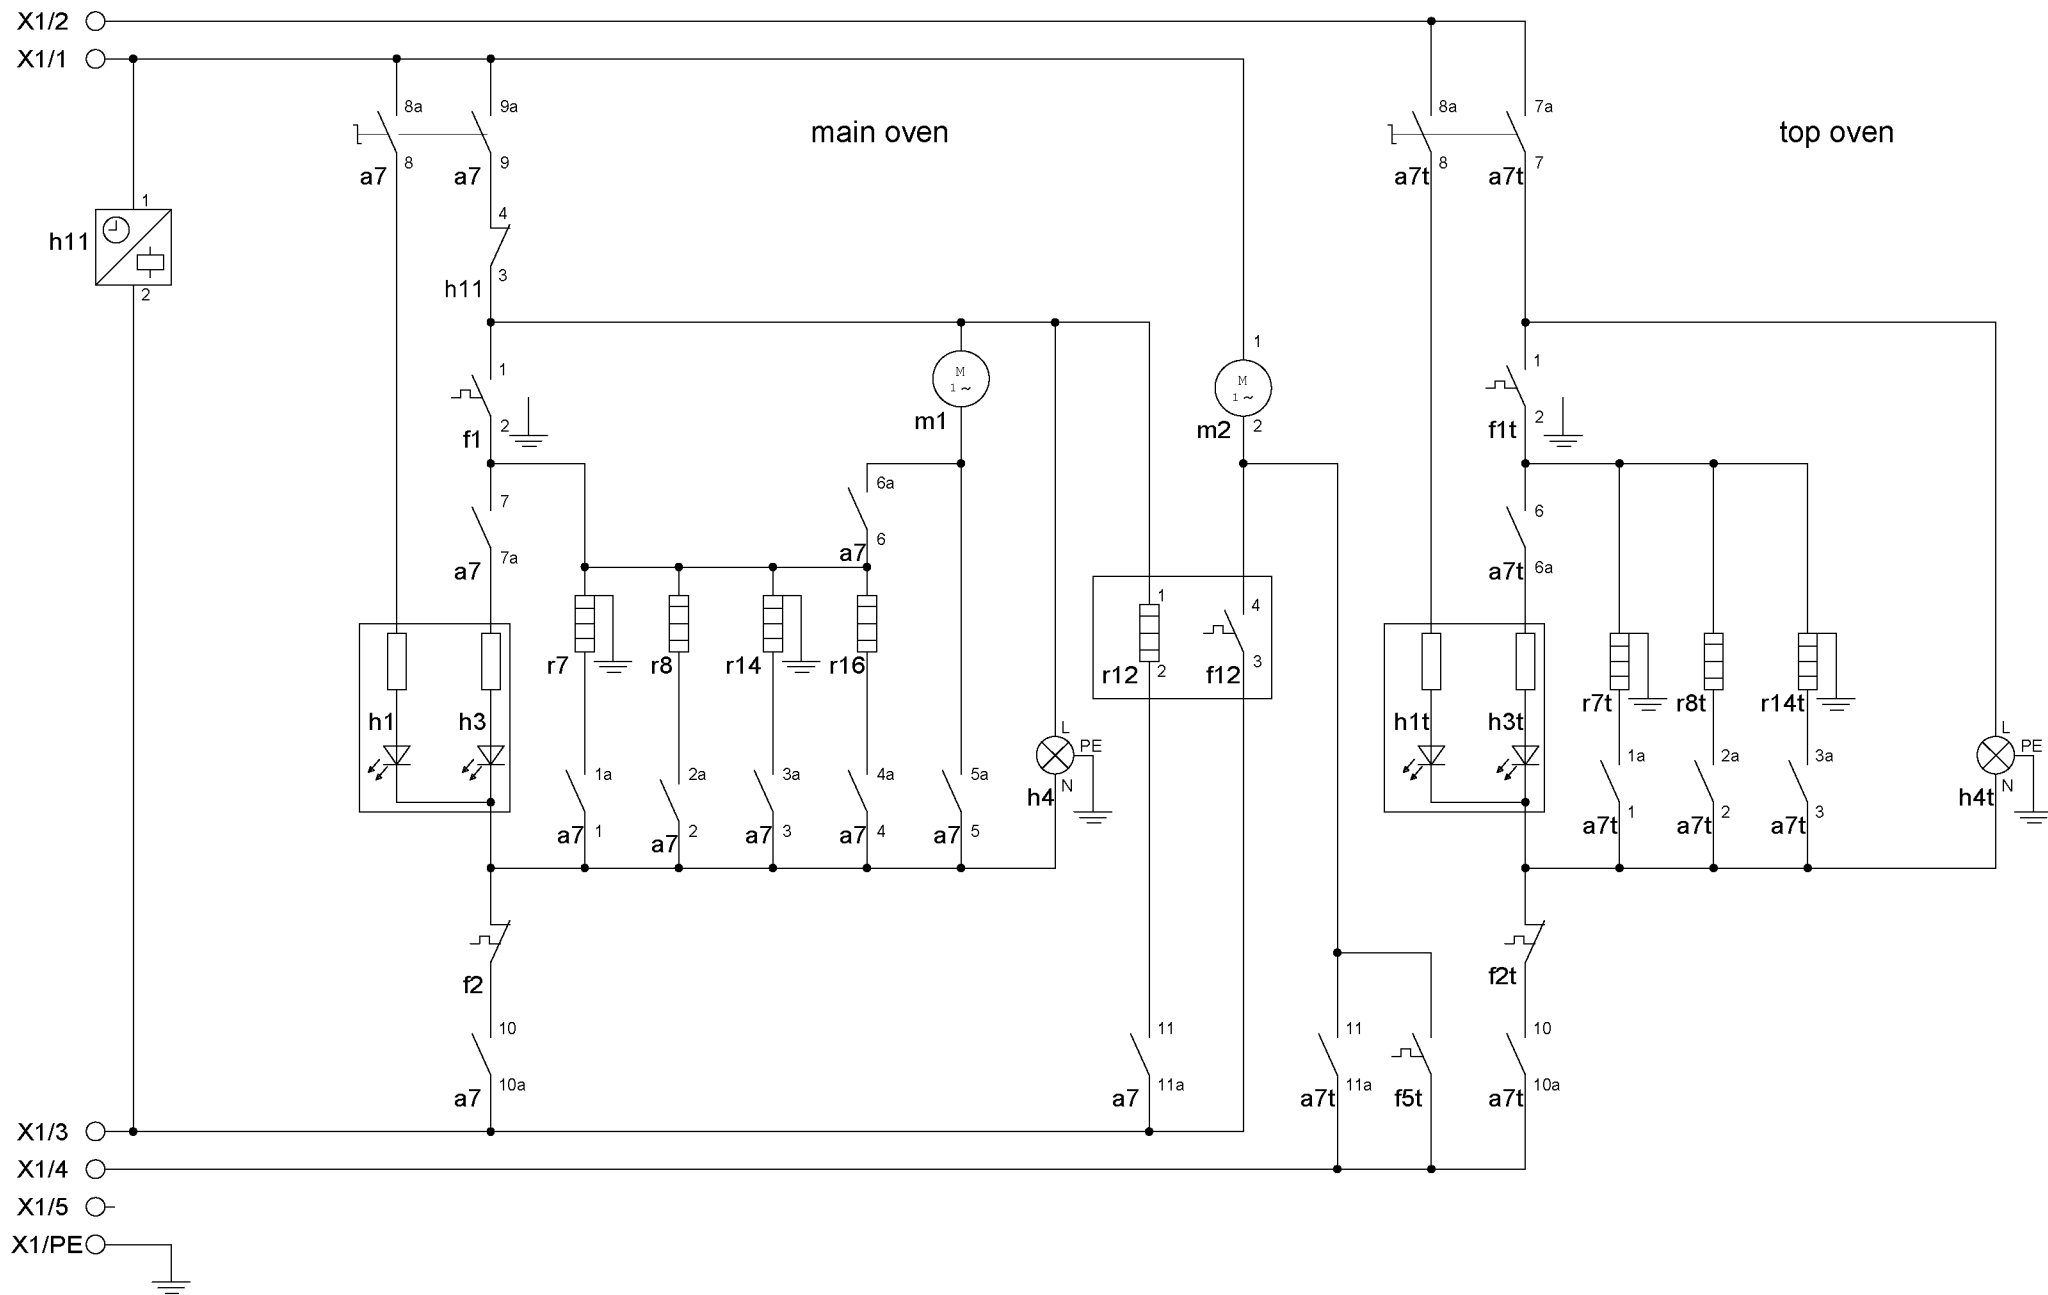 X1/2
X1/1
8a 9a 8a 7a
main oven top oven
8 9 8 7
a7 a7 a7t a7t
1 4
h11
3
2 h11
1 1 1
M 1~ M 1~
m1 m2
2 2 2
f1 f1t
7 6a 6
6
7a a7 6a
a7 a7t
1 4
r7 r8 r14 r16 r12 2 f12 3
r7t r8t r14t
h1 h3 h1t h3t
L PE L PE
1a 2a 3a 4a 5a 1a 2a 3a
N N
h4 h4t
1 2 3 4 5 1 2 3
a7 a7 a7 a7 a7 a7t a7t a7t
f2 f2t
10 11 11 10
10a 11a 11a 10a
a7 a7 a7t f5t a7t
X1/3
X1/4
X1/5
X1/PE